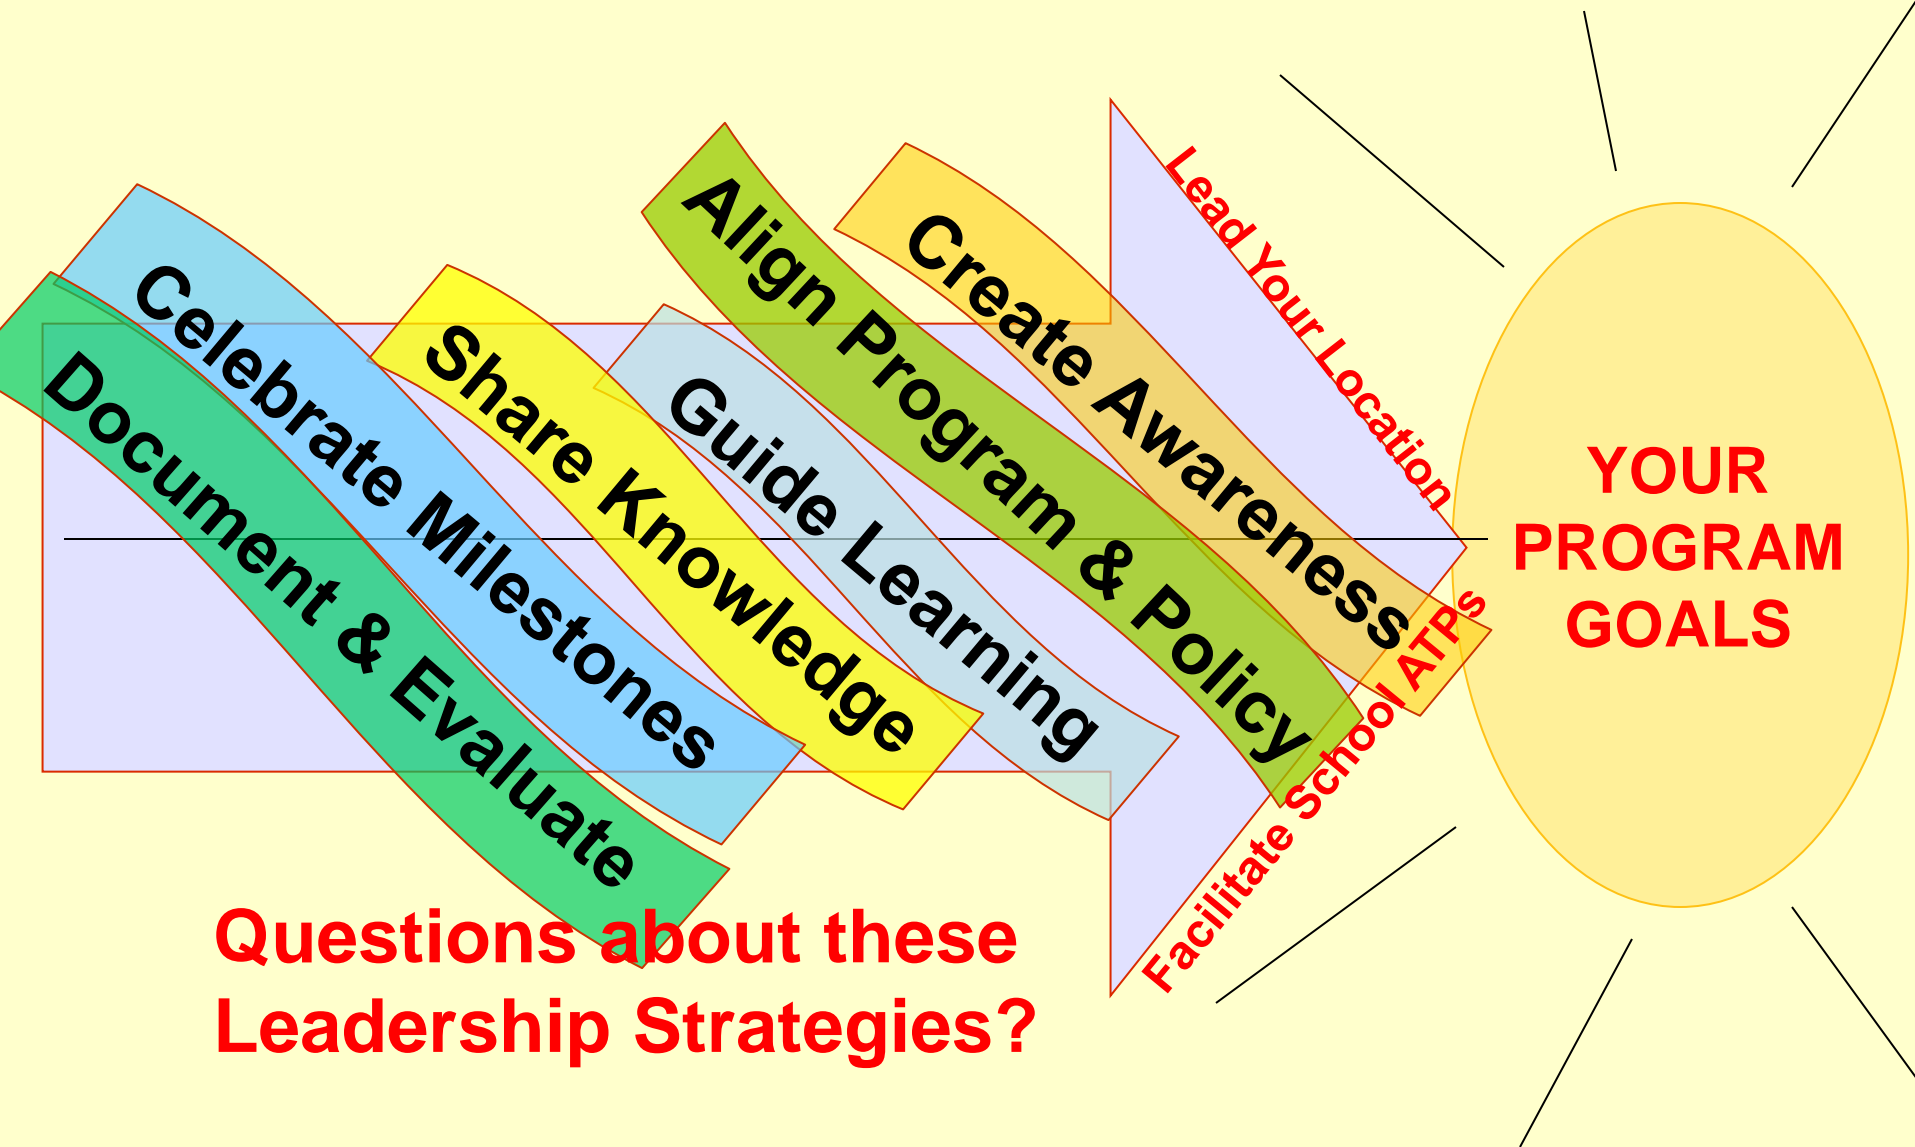 Document & Evaluate
Celebrate Milestones
Share Knowledge
Guide Learning
Align Program & Policy
Create Awareness
Lead Your Location
Facilitate School ATPs
YOUR
PROGRAM
GOALS
Questions about these
Leadership Strategies?